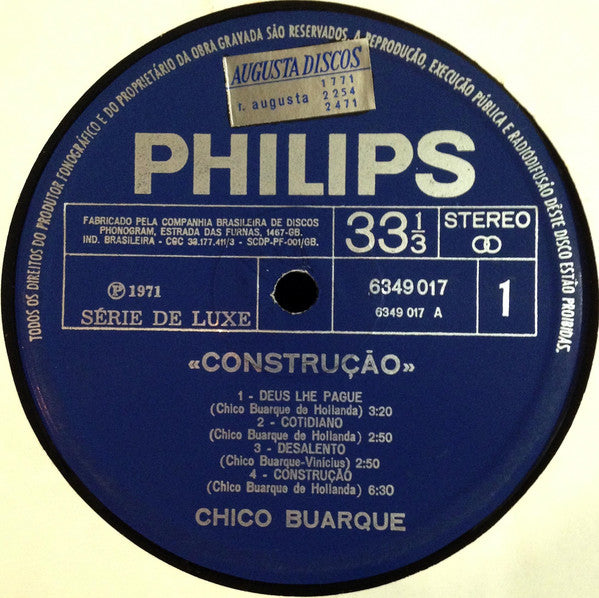 TODOS OS DIREITOS DO PRODUTOR FONOGRÁFICO E DO PROPRIETÁRIO DA OBRA GRAVADA SÃO RESERVADOS. A REPRODUÇÃO, EXECUÇÃO PÚBLICA E RADIODIFUSÃO DÊSTE DISCO ESTÃO PROIBIDAS.
AUGUSTA DISCOS
1771
r. augusta 2254
2471
PHILIPS
FABRICADO PELA COMPANHIA BRASILEIRA DE DISCOS
PHONOGRAM, ESTRADA DAS FURNAS, 1467-GB.
IND. BRASILEIRA - CGC 33.177.411/3 - SCDP-PF-001/GB.
33 1/3
STEREO
Ⓟ 1971
SÉRIE DE LUXE
6349 017
6349 017 A
1
«CONSTRUÇÃO»
1 - DEUS LHE PAGUE
(Chico Buarque de Hollanda) 3:20
2 - COTIDIANO
(Chico Buarque de Hollanda) 2:50
3 - DESALENTO
(Chico Buarque-Vinícius) 2:50
4 - CONSTRUÇÃO
(Chico Buarque de Hollanda) 6:30
CHICO BUARQUE